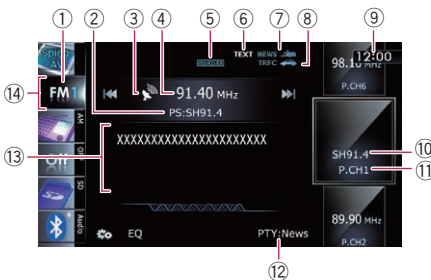 ① ② ③ ④ ⑤ ⑥ ⑦ ⑧ ⑨
STEREO TEXT NEWS
TRFC
12:00
FM1
91.40 MHz
PS:SH91.4
98.10 MHz
P.CH6
AM
XXXXXXXXXXXXXXXXXXXXXXX
Off
OFF
SH91.4 ⑩
P.CH1 ⑪
SD
89.90 MHz
P.CH2
Audio
EQ
PTY:News
⑫
⑬
⑭